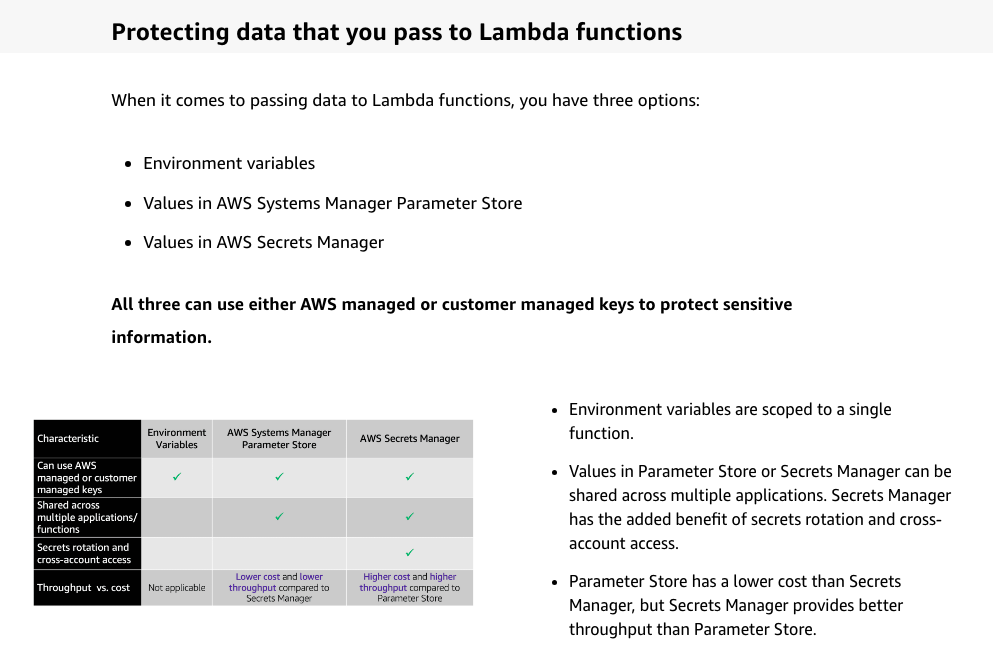 Protecting data that you pass to Lambda functions
When it comes to passing data to Lambda functions, you have three options:
• Environment variables
• Values in AWS Systems Manager Parameter Store
• Values in AWS Secrets Manager
All three can use either AWS managed or customer managed keys to protect sensitive
information.
Characteristic
Environment
Variables
AWS Systems Manager
Parameter Store
AWS Secrets Manager
Can use AWS
managed or customer
managed keys
✓
✓
✓
Shared across
multiple applications/
functions
✓
✓
Secrets rotation and
cross-account access
✓
Throughput vs. cost
Not applicable
Lower cost and lower
throughput compared to
Secrets Manager
Higher cost and higher
throughput compared to
Parameter Store
• Environment variables are scoped to a single
function.
• Values in Parameter Store or Secrets Manager can be
shared across multiple applications. Secrets Manager
has the added benefit of secrets rotation and cross-
account access.
• Parameter Store has a lower cost than Secrets
Manager, but Secrets Manager provides better
throughput than Parameter Store.